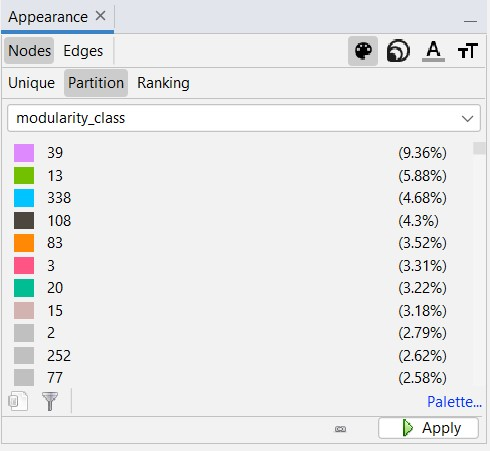 Appearance
Nodes Edges A TT
Unique Partition Ranking
modularity_class
39 (9.36%)
13 (5.88%)
338 (4.68%)
108 (4.3%)
83 (3.52%)
3 (3.31%)
20 (3.22%)
15 (3.18%)
2 (2.79%)
252 (2.62%)
77 (2.58%)
Palette...
Apply